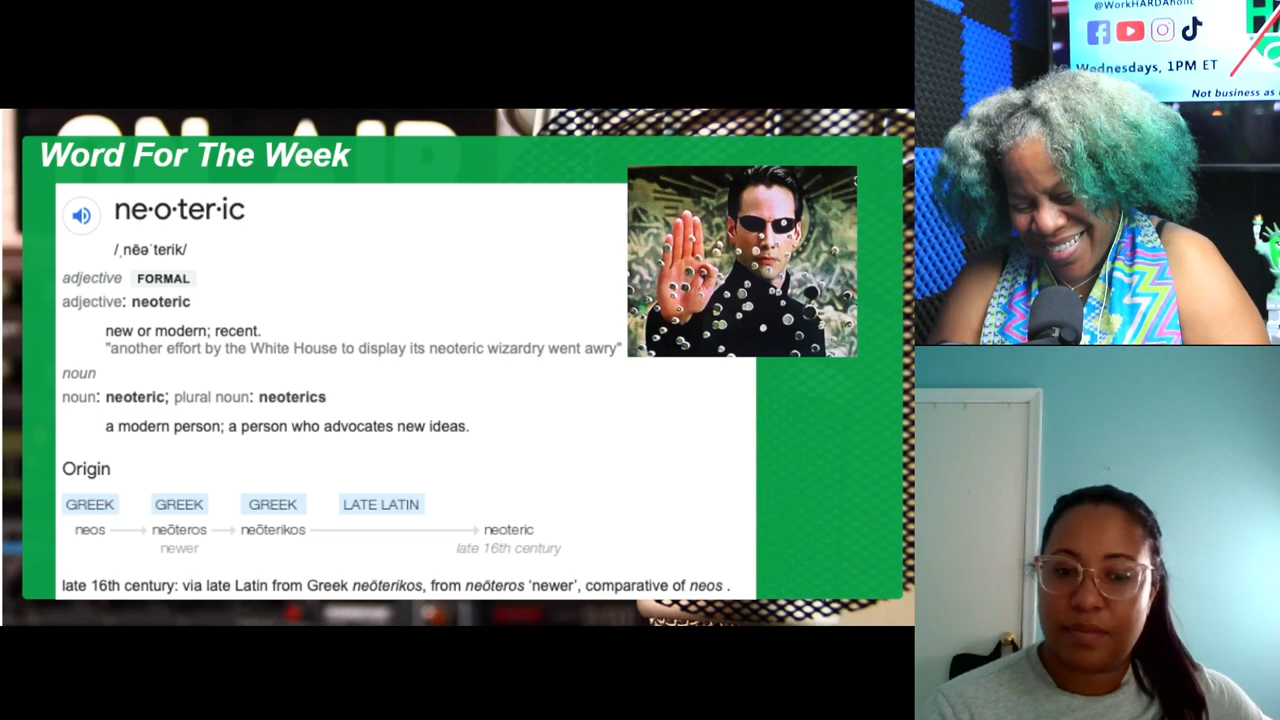 Word For The Week
ne·o·ter·ic
/ˌnēəˈterik/
adjective FORMAL
adjective: neoteric
new or modern; recent.
"another effort by the White House to display its neoteric wizardry went awry"
noun
noun: neoteric; plural noun: neoterics
a modern person; a person who advocates new ideas.
Origin
GREEK GREEK GREEK LATE LATIN
neos neōteros neōterikos neoteric
newer late 16th century
late 16th century: via late Latin from Greek neōterikos, from neōteros ‘newer’, comparative of neos .
@WorkHARDAholic
Wednesdays, 1PM ET
Not business as